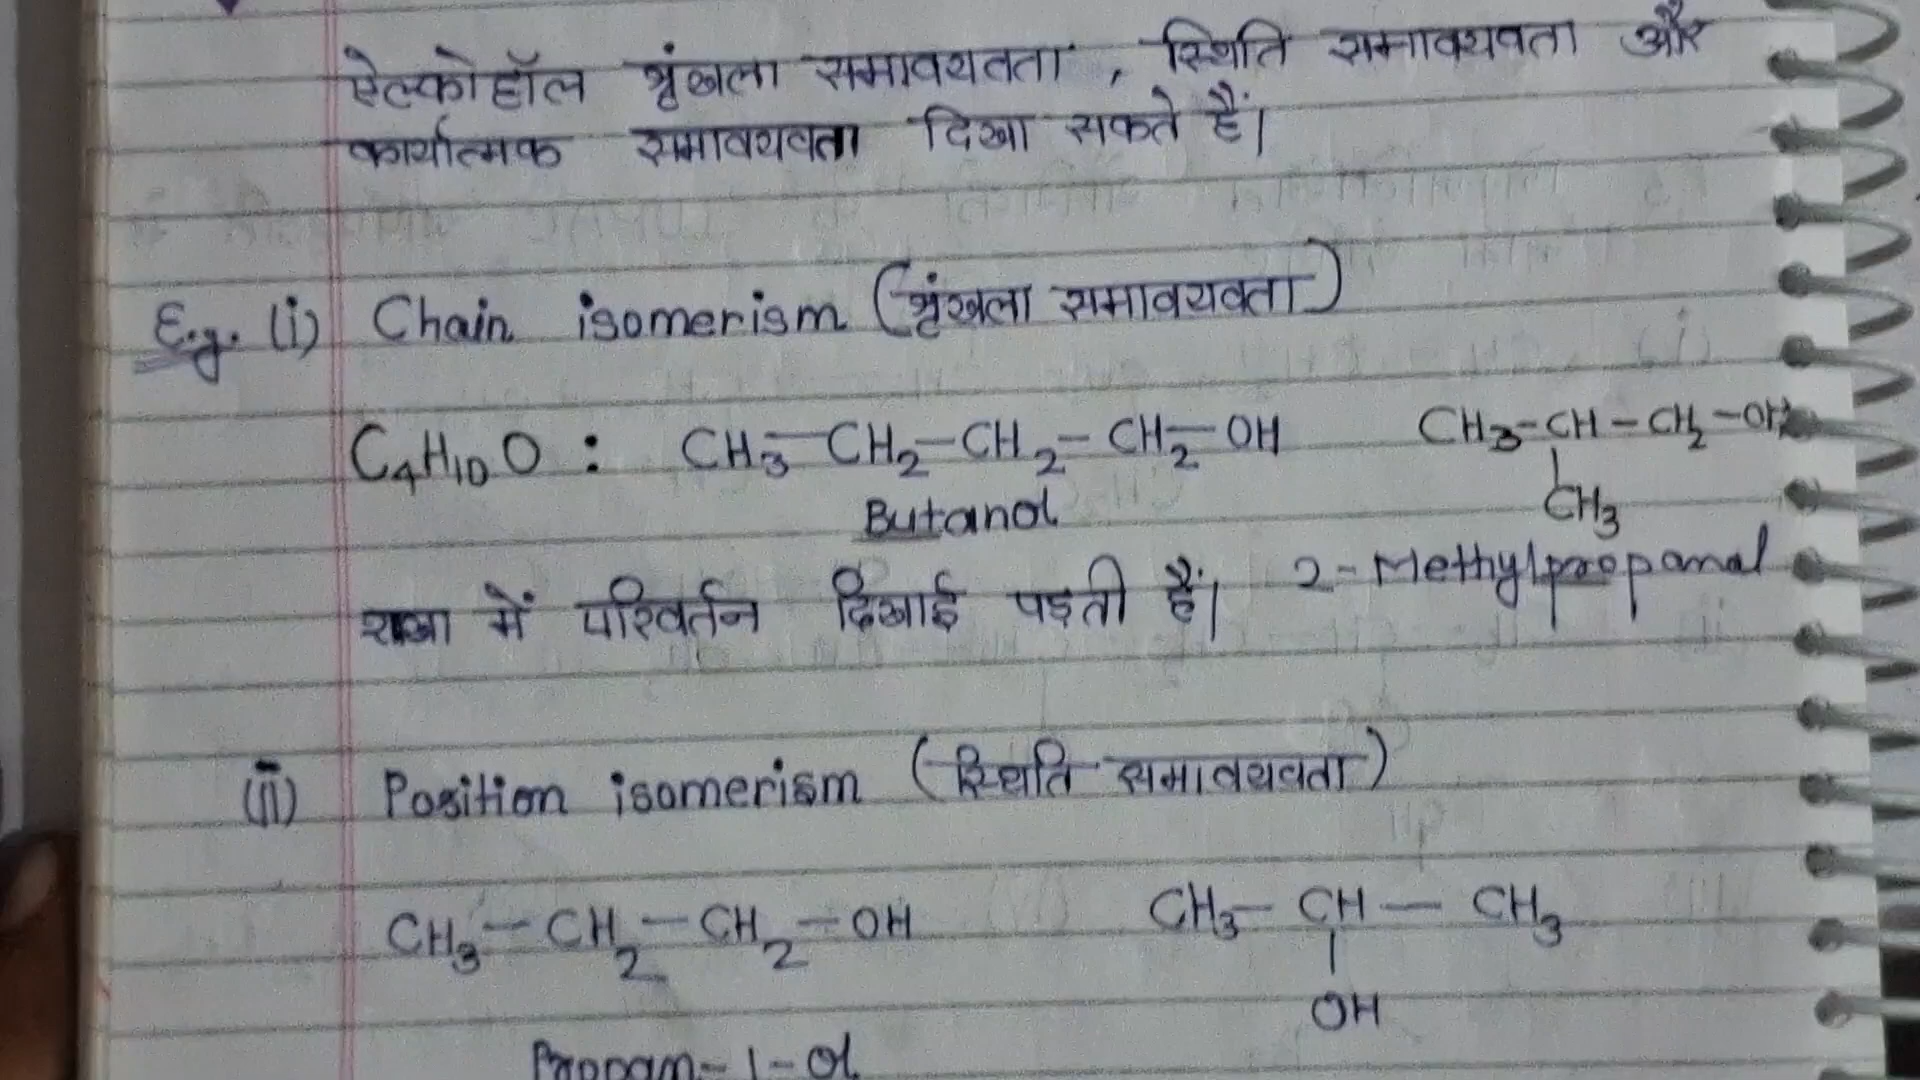 ऐल्कोहॉल श्रृंखला समावयवता, स्थिति समावयवता और
कार्यात्मक समावयवता दिखा सकते हैं।
E.g. (i) Chain isomerism (श्रृंखला समावयवता)
C4H10O : CH3-CH2-CH2-CH2-OH CH3-CH-CH2-OH
|
CH3
Butanol
में परिवर्तन दिखाई पड़ती हैं। 2-Methylpropanal
(ii) Position isomerism (स्थिति समावयवता)
CH3-CH2-CH2-OH CH3-CH-CH3
|
OH
Propan-1-ol